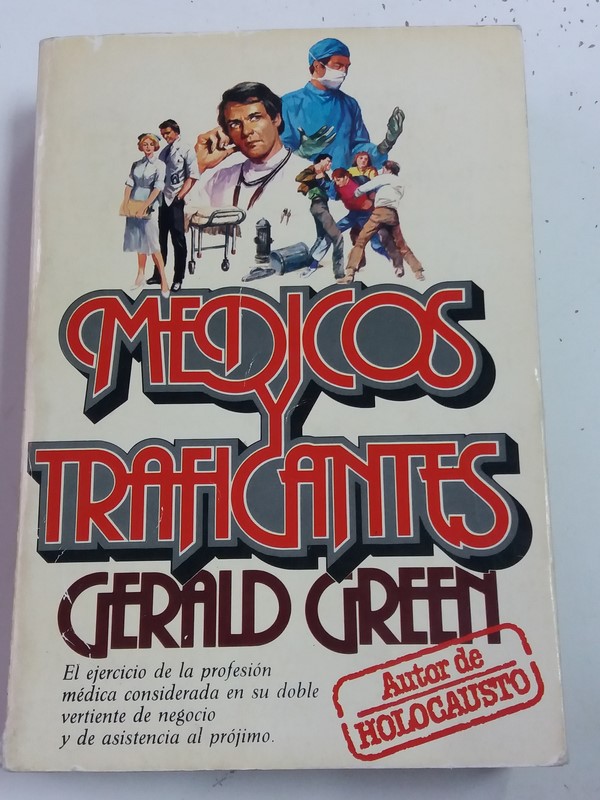 MEDICOS
Y
TRAFICANTES
GERALD GREEN
El ejercicio de la profesión
médica considerada en su doble
vertiente de negocio
y de asistencia al prójimo.
Autor de
HOLOCAUSTO